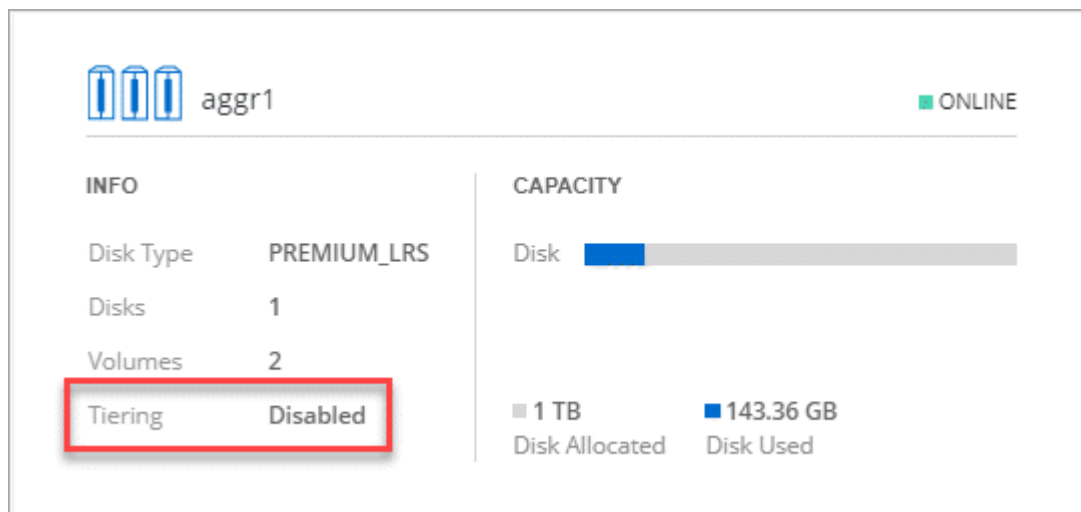 aggr1
ONLINE
INFO
Disk Type PREMIUM_LRS
Disks 1
Volumes 2
Tiering Disabled
CAPACITY
Disk
1 TB
Disk Allocated
143.36 GB
Disk Used